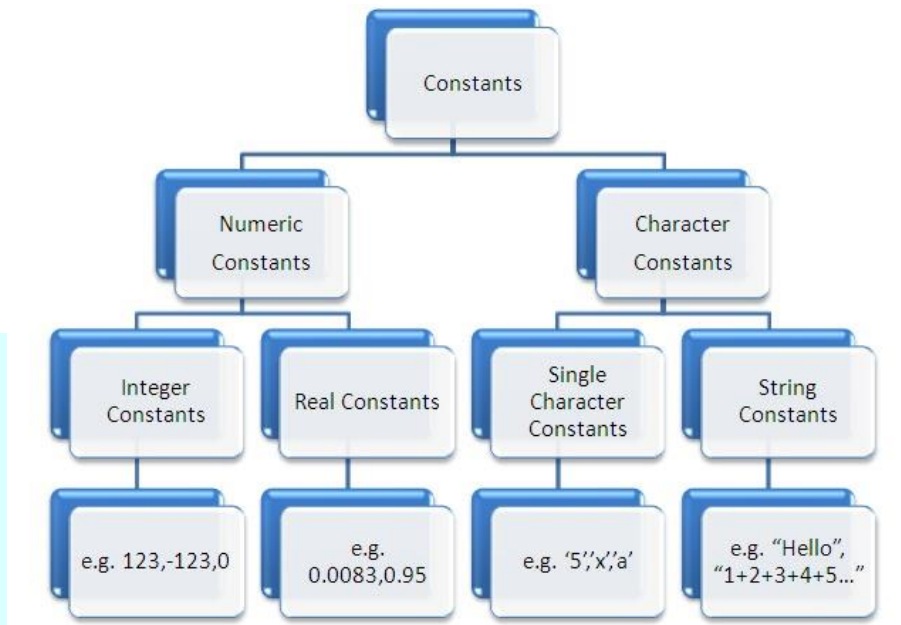 Constants
Numeric
Constants
Character
Constants
Integer
Constants
Real Constants
Single
Character
Constants
String
Constants
e.g. 123,-123,0
e.g.
0.0083,0.95
e.g. ‘5’,’x’,’a’
e.g. “Hello”,
“1+2+3+4+5…”